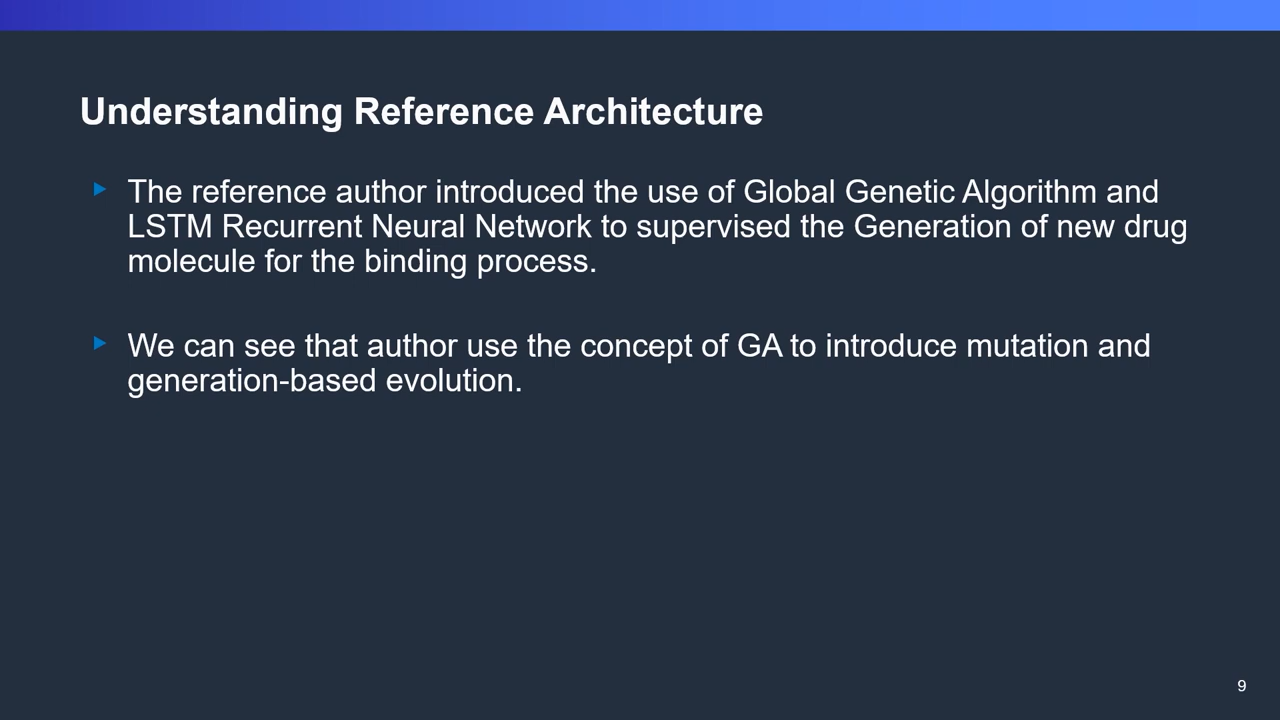 Understanding Reference Architecture
The reference author introduced the use of Global Genetic Algorithm and
LSTM Recurrent Neural Network to supervised the Generation of new drug
molecule for the binding process.
We can see that author use the concept of GA to introduce mutation and
generation-based evolution.
9